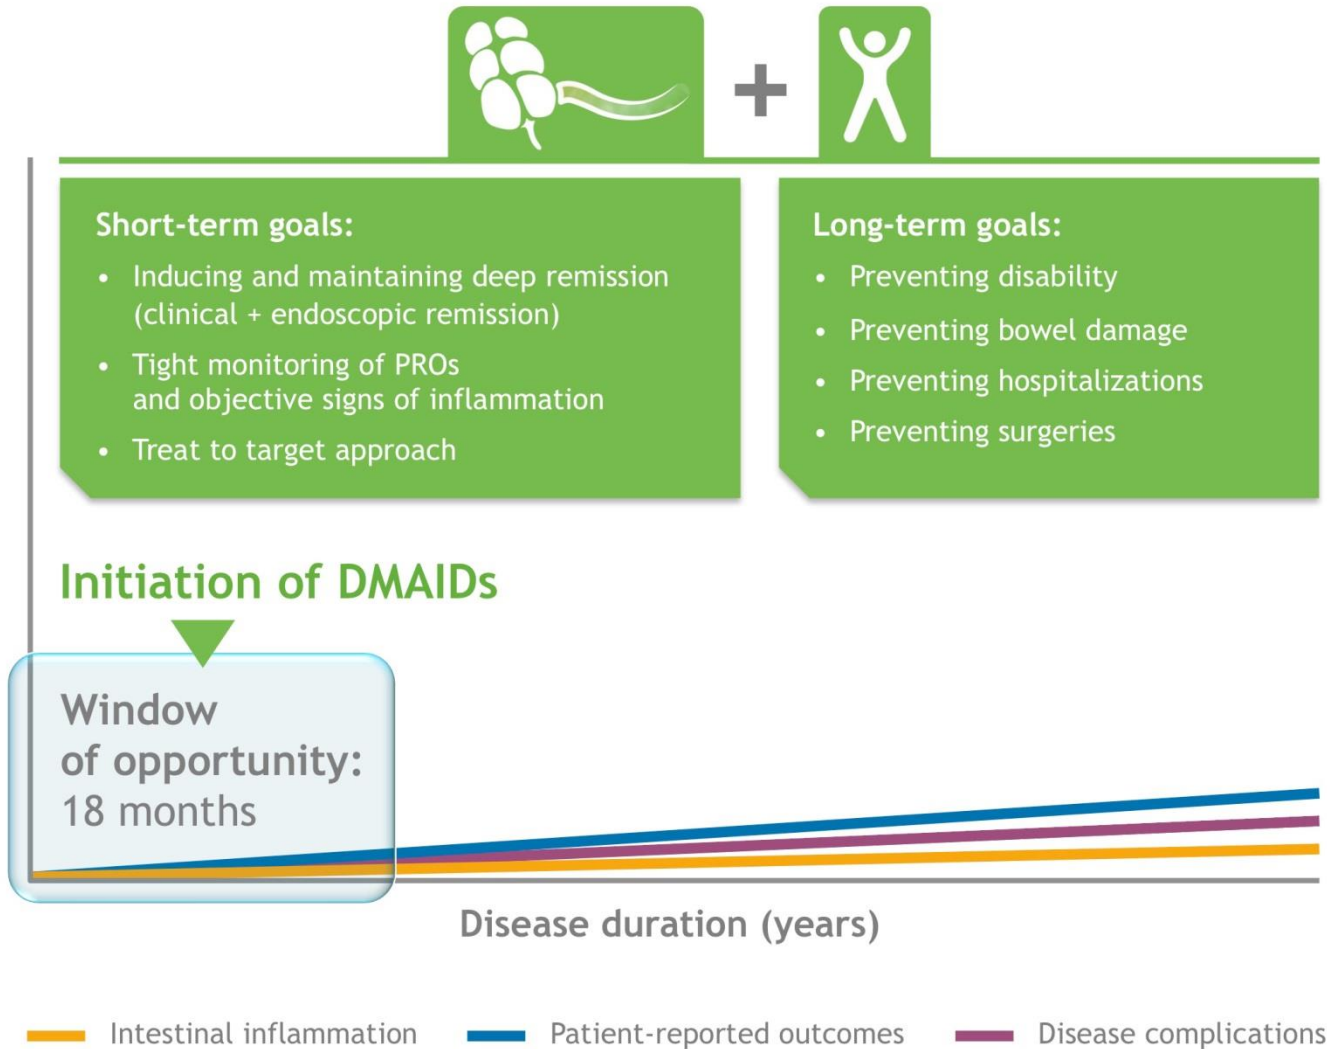 +
Short-term goals:
• Inducing and maintaining deep remission
(clinical + endoscopic remission)
• Tight monitoring of PROs
and objective signs of inflammation
• Treat to target approach
Long-term goals:
• Preventing disability
• Preventing bowel damage
• Preventing hospitalizations
• Preventing surgeries
Initiation of DMAIDs
Window
of opportunity:
18 months
Disease duration (years)
Intestinal inflammation
Patient-reported outcomes
Disease complications